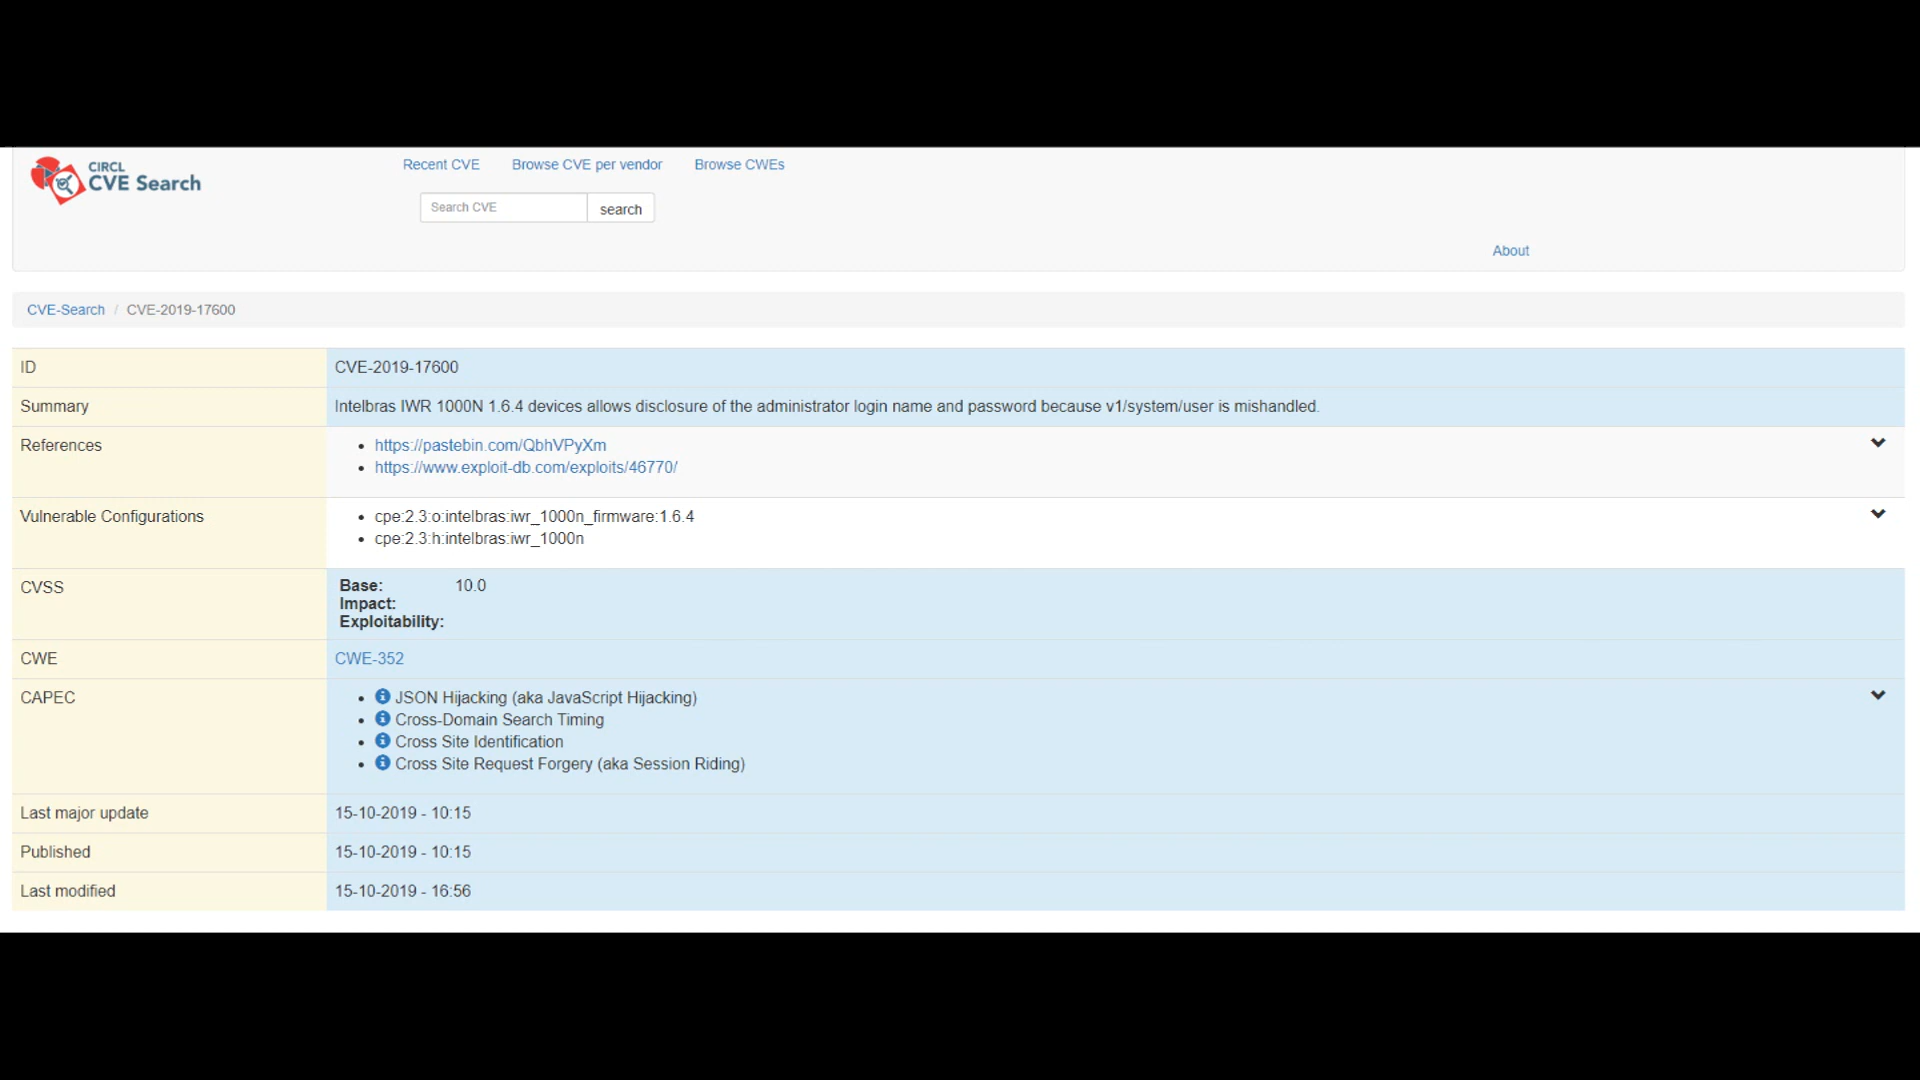 CIRCL
CVE Search
Recent CVE Browse CVE per vendor Browse CWEs
Search CVE search
About
CVE-Search / CVE-2019-17600
ID CVE-2019-17600
Summary Intelbras IWR 1000N 1.6.4 devices allows disclosure of the administrator login name and password because v1/system/user is mishandled.
References • https://pastebin.com/QbhVPyXm
• https://www.exploit-db.com/exploits/46770/
Vulnerable Configurations • cpe:2.3:o:intelbras:iwr_1000n_firmware:1.6.4
• cpe:2.3:h:intelbras:iwr_1000n
CVSS Base: 10.0
Impact:
Exploitability:
CWE CWE-352
CAPEC • JSON Hijacking (aka JavaScript Hijacking)
• Cross-Domain Search Timing
• Cross Site Identification
• Cross Site Request Forgery (aka Session Riding)
Last major update 15-10-2019 - 10:15
Published 15-10-2019 - 10:15
Last modified 15-10-2019 - 16:56